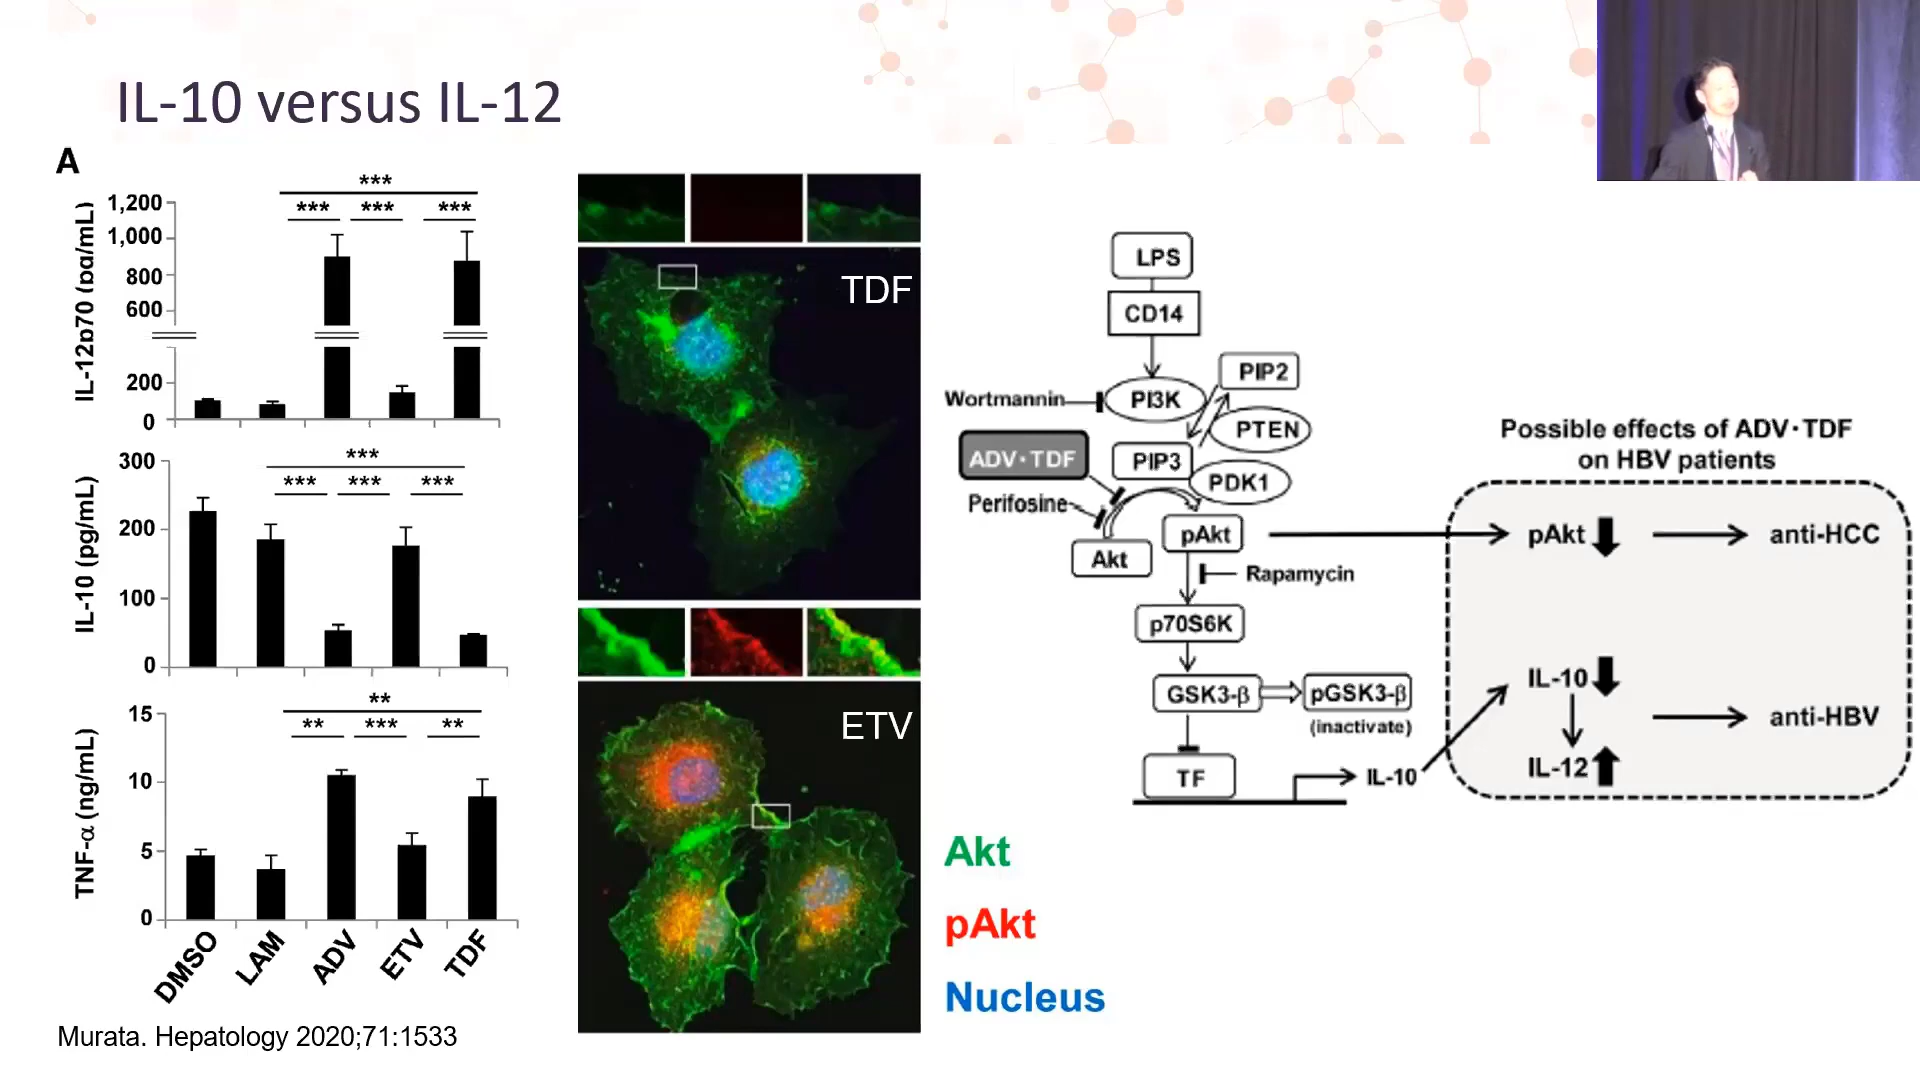 IL-10 versus IL-12
A
***
*** *** ***
IL-12p70 (pg/mL)
1,200
1,000
800
600
200
0
***
*** *** ***
IL-10 (pg/mL)
300
200
100
0
**
** *** **
TNF-α (ng/mL)
15
10
5
0
DMSO
LAM
ADV
ETV
TDF
Murata. Hepatology 2020;71:1533
TDF
ETV
LPS
CD14
PIP2
Wortmannin
PI3K
PTEN
ADV・TDF
PIP3
PDK1
Perifosine
pAkt
Akt
Rapamycin
p70S6K
GSK3-β
pGSK3-β
(inactivate)
TF
IL-10
Possible effects of ADV・TDF
on HBV patients
pAkt
anti-HCC
IL-10
anti-HBV
IL-12
Akt
pAkt
Nucleus